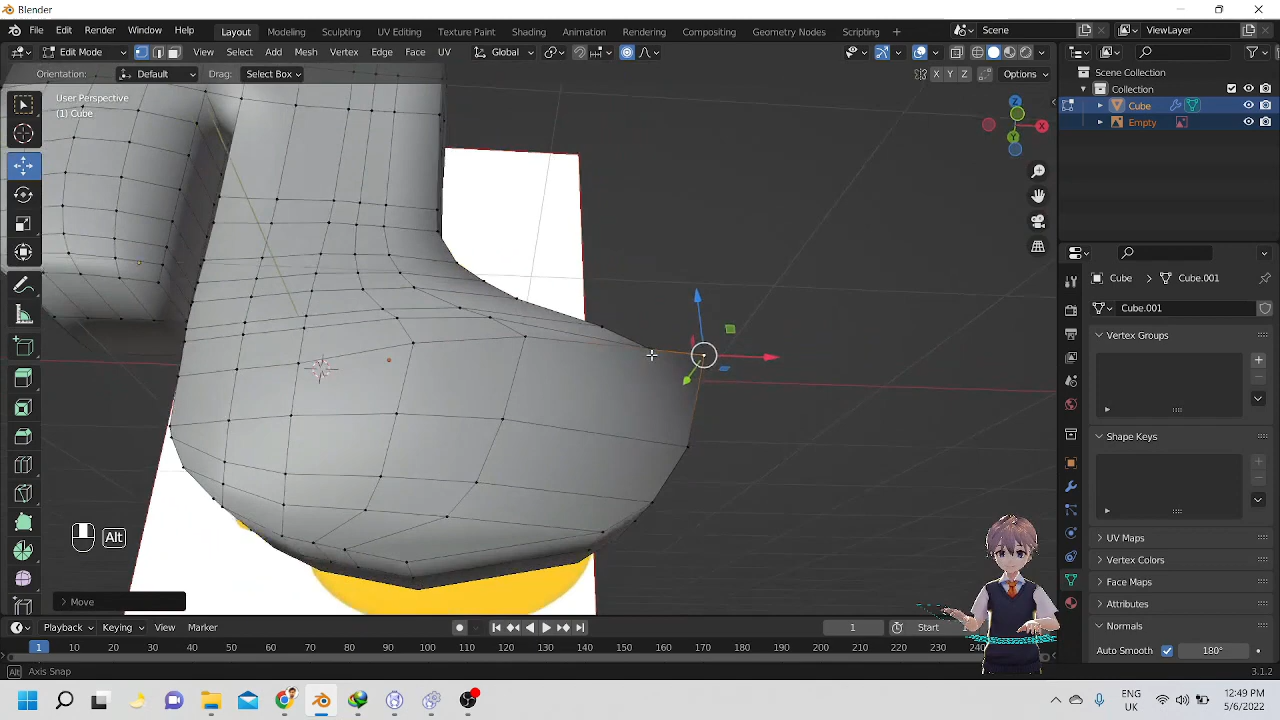 Blender
File Edit Render Window Help Layout Modeling Sculpting UV Editing Texture Paint Shading Animation Rendering Compositing Geometry Nodes Scripting Scene ViewLayer
Edit Mode View Select Add Mesh Vertex Edge Face UV Global
Orientation: Default Drag: Select Box X Y Z Options
User Perspective
(1) Cube
Z
X
Y
Scene Collection
Collection
Cube
Empty
Cube Cube.001
Cube.001
Vertex Groups
Shape Keys
UV Maps
Vertex Colors
Face Maps
Attributes
Normals
Auto Smooth 180°
Alt
Move
Playback Keying View Marker 1 Start
1 10 20 30 40 50 60 70 80 90 100 110 120 130 140 150 160 170 180 190 200 210 220 230 240
Alt Axis Snap 3.1.2
ENG
UK
12:49 PM
5/6/2022